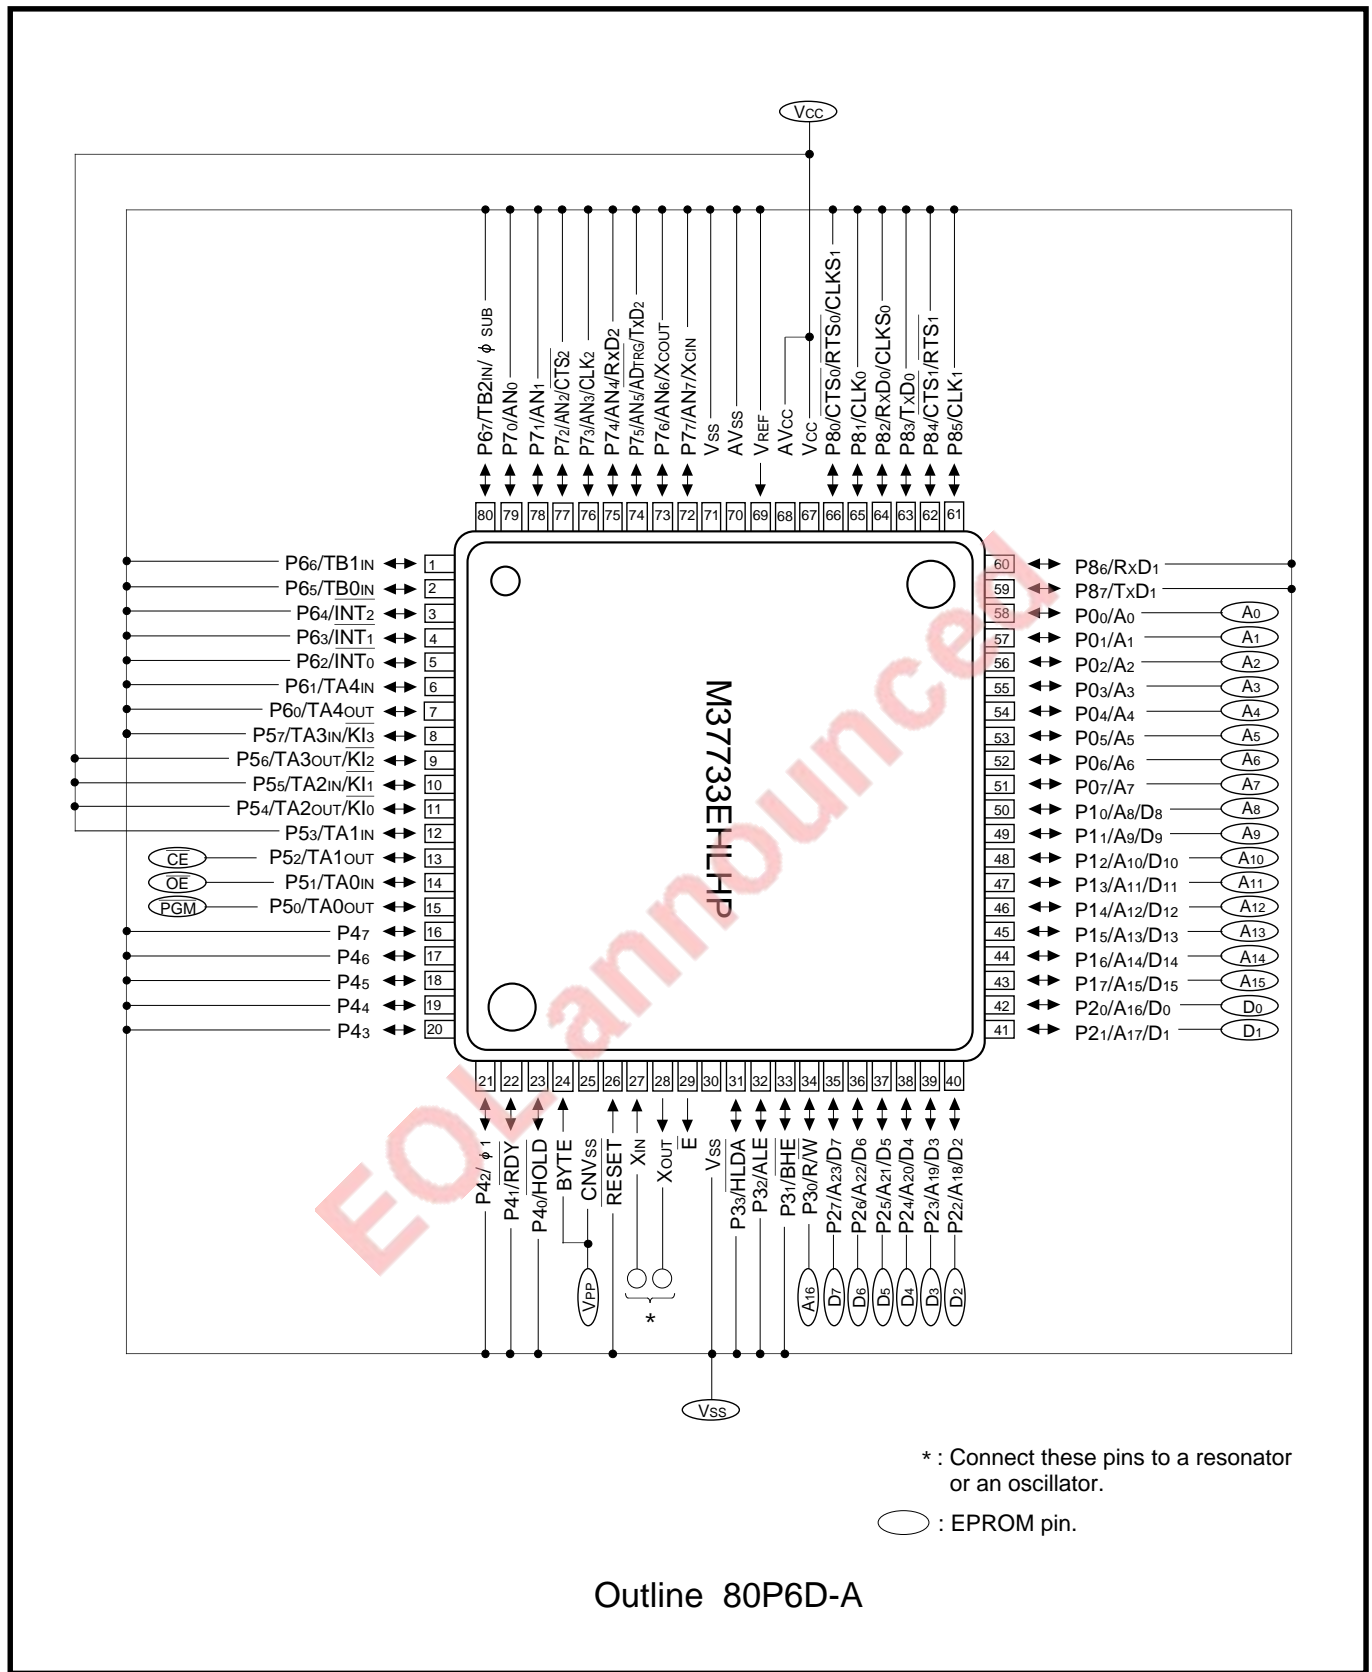 VCC
P67/TB2IN/ φ SUB
P70/AN0
P71/AN1
P72/AN2/CTS2
P73/AN3/CLK2
P74/AN4/RXD2
P75/AN5/ADTRG/TXD2
P76/AN6/XCOUT
P77/AN7/XCIN
VSS
AVSS
VREF
AVCC
VCC
P80/CTS0/RTS0/CLKS1
P81/CLK0
P82/RXD0/CLKS0
P83/TXD0
P84/CTS1/RTS1
P85/CLK1
80 79 78 77 76 75 74 73 72 71 70 69 68 67 66 65 64 63 62 61
P66/TB1IN 1
P65/TB0IN 2
P64/INT2 3
P63/INT1 4
P62/INT0 5
P61/TA4IN 6
P60/TA4OUT 7
P57/TA3IN/KI3 8
P56/TA3OUT/KI2 9
P55/TA2IN/KI1 10
P54/TA2OUT/KI0 11
P53/TA1IN 12
CE P52/TA1OUT 13
OE P51/TA0IN 14
PGM P50/TA0OUT 15
P47 16
P46 17
P45 18
P44 19
P43 20
M37733EHLHP
60 P86/RXD1
59 P87/TXD1
58 P00/A0 A0
57 P01/A1 A1
56 P02/A2 A2
55 P03/A3 A3
54 P04/A4 A4
53 P05/A5 A5
52 P06/A6 A6
51 P07/A7 A7
50 P10/A8/D8 A8
49 P11/A9/D9 A9
48 P12/A10/D10 A10
47 P13/A11/D11 A11
46 P14/A12/D12 A12
45 P15/A13/D13 A13
44 P16/A14/D14 A14
43 P17/A15/D15 A15
42 P20/A16/D0 D0
41 P21/A17/D1 D1
21 22 23 24 25 26 27 28 29 30 31 32 33 34 35 36 37 38 39 40
P42/ φ 1
P41/RDY
P40/HOLD
BYTE
CNVSS
RESET
XIN
XOUT
E
VSS
P33/HLDA
P32/ALE
P31/BHE
P30/R/W
P27/A23/D7
P26/A22/D6
P25/A21/D5
P24/A20/D4
P23/A19/D3
P22/A18/D2
VPP
*
A16
D7
D6
D5
D4
D3
D2
VSS
EOL announced
* : Connect these pins to a resonator
or an oscillator.
: EPROM pin.
Outline 80P6D-A